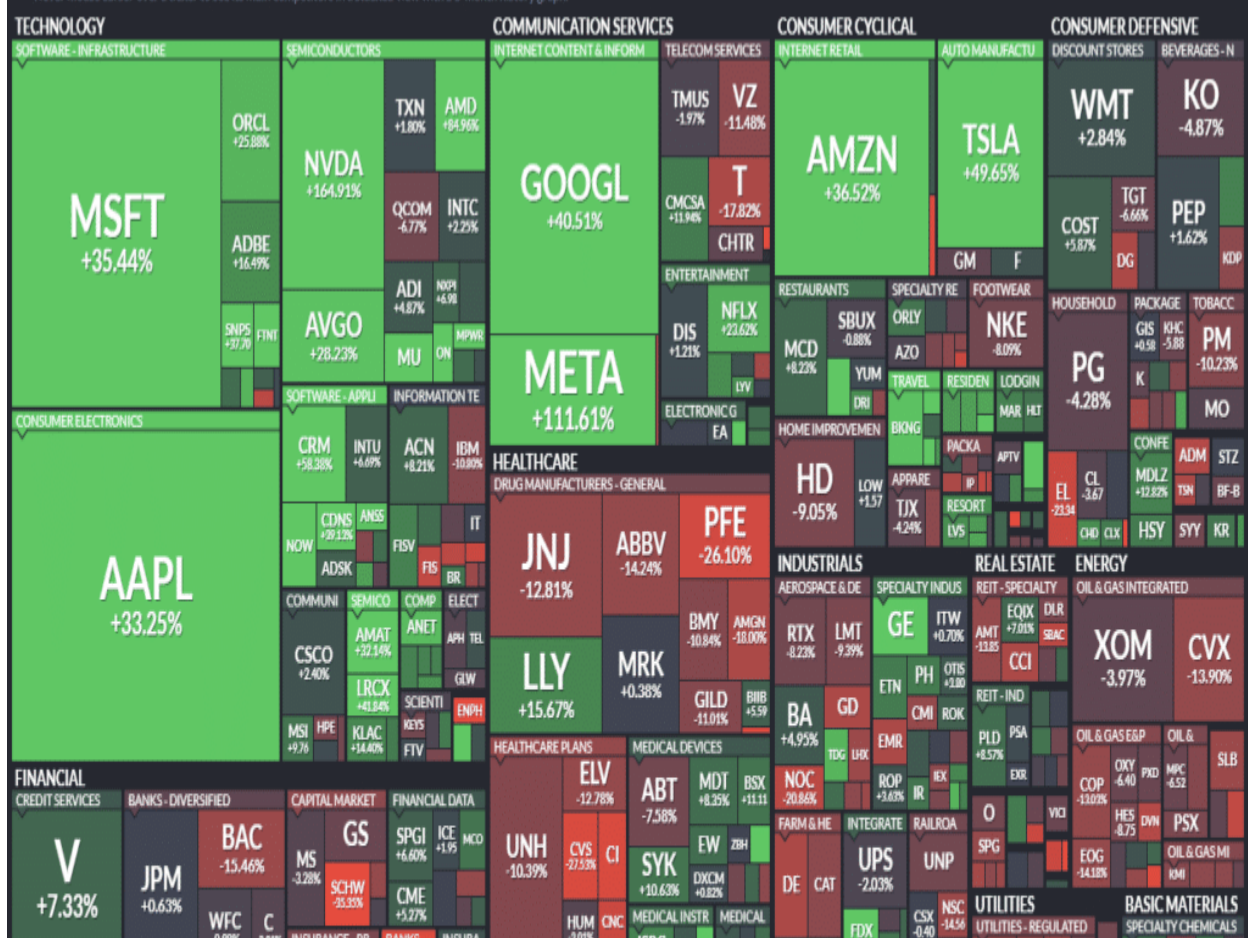 TECHNOLOGY
SOFTWARE - INFRASTRUCTURE
MSFT
+35.44%
ORCL
+25.88%
ADBE
+16.49%
SNPS
+37.70
FTNT
SEMICONDUCTORS
NVDA
+164.91%
AVGO
+28.23%
TXN
+1.80%
AMD
+84.96%
QCOM
-6.77%
INTC
+2.25%
ADI
+4.87%
NXPI
+6.98
MU
ON
MPWR
CONSUMER ELECTRONICS
AAPL
+33.25%
SOFTWARE - APPLI
CRM
+58.38%
INTU
+6.69%
NOW
CDNS
+29.12%
ANSS
ADSK
INFORMATION TE
ACN
+8.21%
IBM
-10.80%
FISV
IT
FIS
BR
COMMUNI
CSCO
+2.40%
MSI
+9.76
HPE
SEMICO
AMAT
+32.14%
LRCX
+41.84%
KLAC
+14.40%
COMP
ANET
ELECT
APH
TEL
GLW
SCIENTI
KEYS
FTV
ENPH
COMMUNICATION SERVICES
INTERNET CONTENT & INFORM
GOOGL
+40.51%
META
+111.61%
TELECOM SERVICES
TMUS
-1.97%
VZ
-11.48%
CMCSA
+11.94%
T
-17.82%
CHTR
ENTERTAINMENT
DIS
+1.21%
NFLX
+23.62%
LYV
ELECTRONIC G
EA
CONSUMER CYCLICAL
INTERNET RETAIL
AMZN
+36.52%
AUTO MANUFACTU
TSLA
+49.65%
GM
F
RESTAURANTS
MCD
+8.23%
SBUX
-0.88%
YUM
DRI
SPECIALTY RE
ORLY
AZO
FOOTWEAR
NKE
-8.09%
TRAVEL
BKNG
RESIDEN
LODGIN
MAR
HLT
HOME IMPROVEMEN
HD
-9.05%
LOW
+1.57
APPARE
TJX
-4.24%
PACKA
IP
APTV
RESORT
LVS
CONSUMER DEFENSIVE
DISCOUNT STORES
WMT
+2.84%
COST
+5.87%
TGT
-6.66%
DG
BEVERAGES - N
KO
-4.87%
PEP
+1.62%
KDP
HOUSEHOLD
PG
-4.28%
EL
-23.34
CL
-3.67
CHD
CLX
PACKAGE
GIS
+0.58
KHC
-5.88
K
TOBACC
PM
-10.23%
MO
CONFE
MDLZ
+12.82%
HSY
ADM
TSN
STZ
BF-B
SYY
KR
HEALTHCARE
DRUG MANUFACTURERS - GENERAL
JNJ
-12.81%
ABBV
-14.24%
PFE
-26.10%
LLY
+15.67%
MRK
+0.38%
BMY
-10.84%
AMGN
-18.00%
GILD
-11.01%
BIIB
+5.59
HEALTHCARE PLANS
UNH
-10.39%
ELV
-12.78%
CVS
-27.53%
CI
HUM
CNC
MEDICAL DEVICES
ABT
-7.58%
MDT
+8.35%
BSX
+11.11
SYK
+10.63%
EW
ZBH
DXCM
+0.82%
MEDICAL INSTR
MEDICAL
INDUSTRIALS
AEROSPACE & DE
RTX
-8.23%
LMT
-9.39%
BA
+4.95%
GD
TDG
LHX
NOC
-20.86%
SPECIALTY INDUS
GE
ITW
+0.70%
ETN
PH
OTIS
CMI
ROK
EMR
ROP
+3.63%
IEX
IR
FARM & HE
DE
CAT
INTEGRATE
UPS
-2.03%
FDX
RAILROA
UNP
CSX
-0.40
NSC
-14.56
REAL ESTATE
REIT - SPECIALTY
AMT
-13.85
EQIX
+7.01%
DLR
SBAC
CCI
REIT - IND
PLD
+8.57%
PSA
EXR
O
SPG
VICI
ENERGY
OIL & GAS INTEGRATED
XOM
-3.97%
CVX
-13.90%
OIL & GAS E&P
COP
-13.03%
OXY
-6.40
PXD
HES
-8.75
DVN
EOG
-14.18%
OIL &
MPC
-6.52
PSX
SLB
OIL & GAS MI
KMI
UTILITIES
UTILITIES - REGULATED
BASIC MATERIALS
SPECIALTY CHEMICALS
FINANCIAL
CREDIT SERVICES
V
+7.33%
BANKS - DIVERSIFIED
JPM
+0.63%
BAC
-15.46%
WFC
C
CAPITAL MARKET
MS
-3.28%
GS
SCHW
-35.35%
FINANCIAL DATA
SPGI
+6.60%
ICE
+1.95
MCO
CME
+5.27%